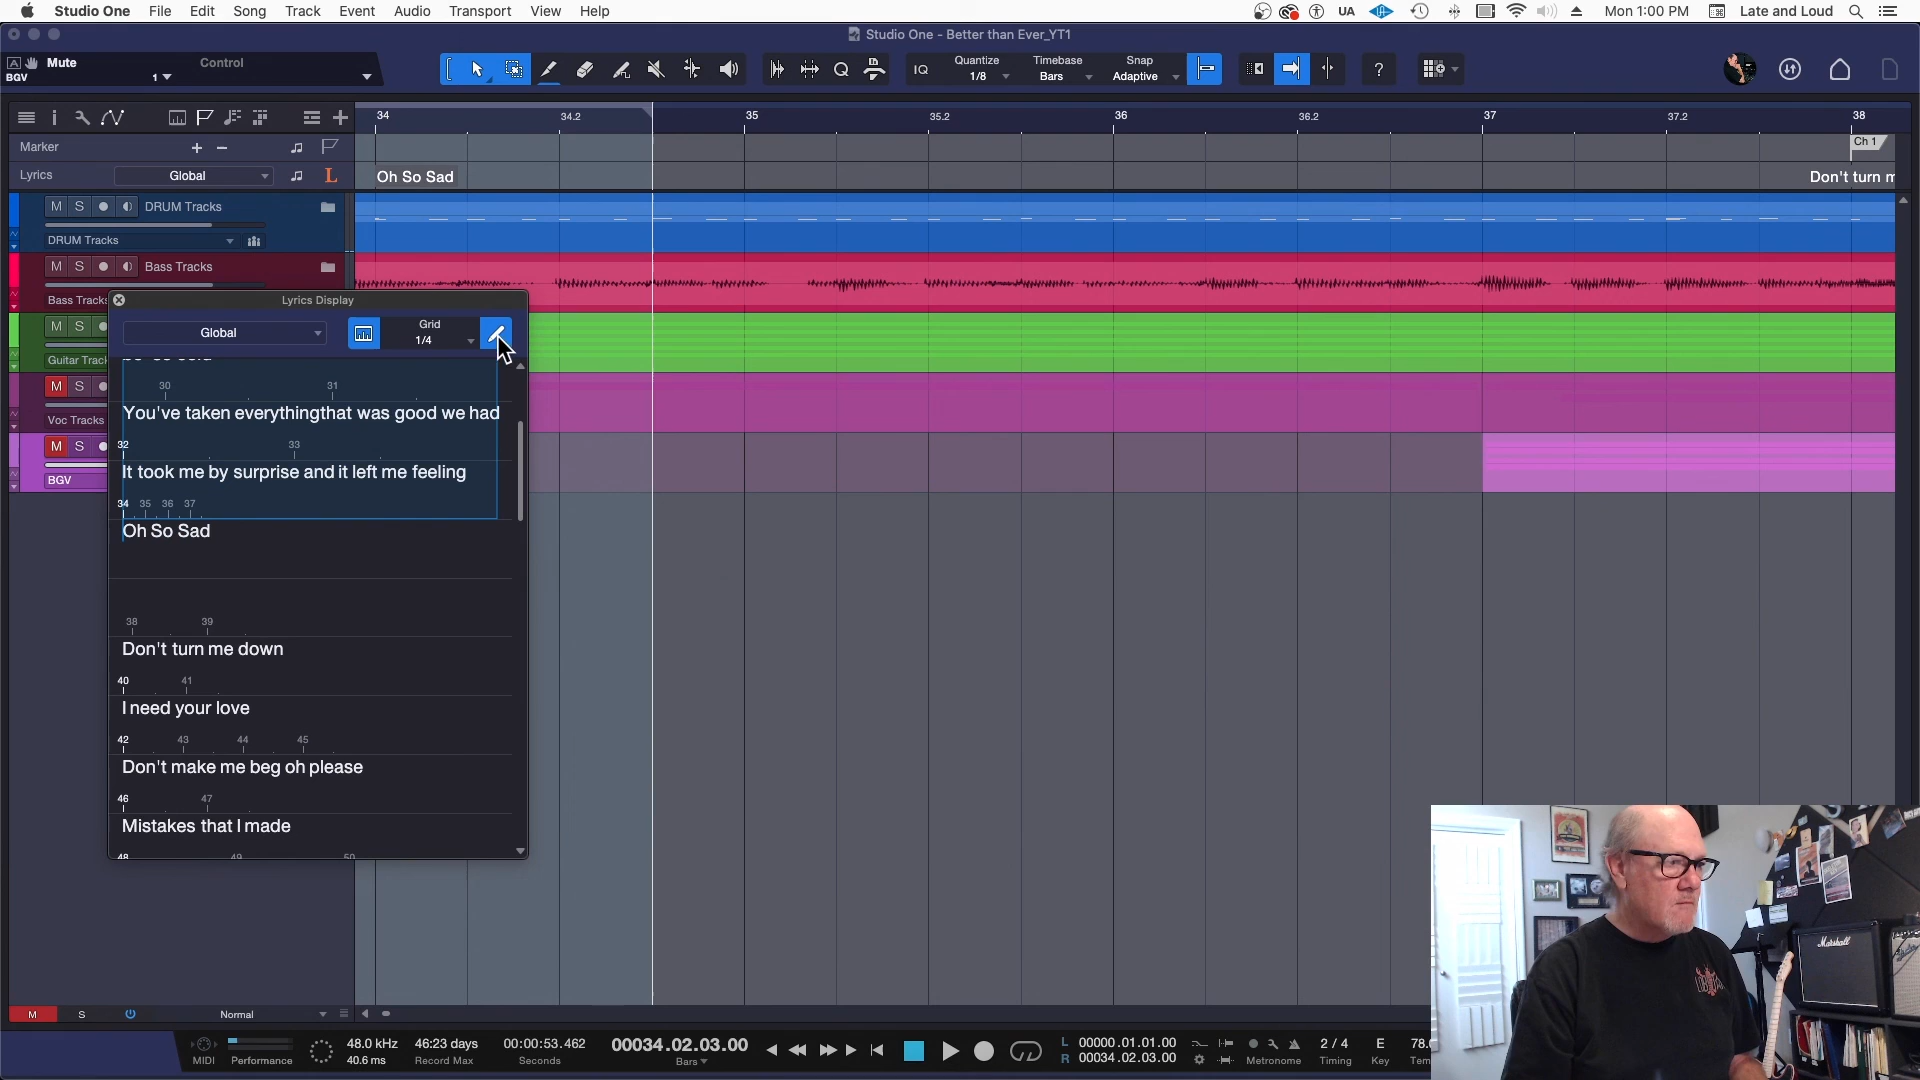 Studio One File Edit Song Track Event Audio Transport View Help
UA Mon 1:00 PM Late and Loud
Studio One - Better than Ever_YT1
Mute Control
BGV 1
IQ Quantize 1/8 Timebase Bars Snap Adaptive ?
34 34.2 35 35.2 36 36.2 37 37.2 38
Marker Ch 1
Lyrics Global L Oh So Sad Don't turn m
M S DRUM Tracks
DRUM Tracks
M S Bass Tracks
Bass Tracks
Lyrics Display
M S
Global Grid 1/4
Guitar Track
30 31
M S
You've taken everythingthat was good we had
Voc Tracks
32 33
M S
It took me by surprise and it left me feeling
BGV
34 35 36 37
Oh So Sad
38 39
Don't turn me down
40 41
I need your love
42 43 44 45
Don't make me beg oh please
46 47
Mistakes that I made
48 49 50
M S Normal
MIDI Performance
48.0 kHz 46:23 days 00:00:53.462 00034.02.03.00
40.6 ms Record Max Seconds Bars
L 00000.01.01.00
R 00034.02.03.00
Metronome 2 / 4 Timing E Key 78.0 Tem
Marshall